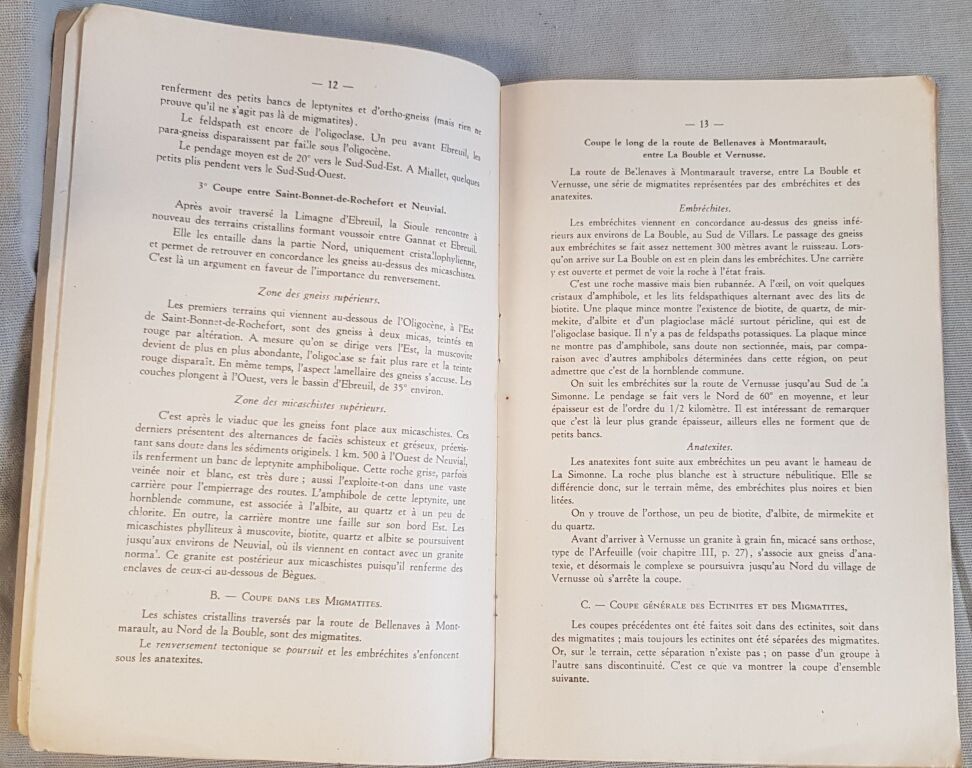 — 12 —
renferment des petits bancs de leptynites et d'ortho-gneiss (mais rien ne
prouve qu'il ne s'agit pas là de migmatites).
Le feldspath est encore de l'oligoclase. Un peu avant Ebreuil, les
para-gneiss disparaissent par faille sous l'oligocène.
Le pendage moyen est de 20° vers le Sud-Sud-Est. A Miallet, quelques
petits plis pendent vers le Sud-Sud-Ouest.
3° Coupe entre Saint-Bonnet-de-Rochefort et Neuvial.
Après avoir traversé la Limagne d'Ebreuil, la Sioule rencontre à
nouveau des terrains cristallins formant voussoir entre Gannat et Ebreuil.
Elle les entaille dans la partie Nord, uniquement cristallophylienne,
et permet de retrouver en concordance les gneiss au-dessus des micaschistes.
C'est là un argument en faveur de l'importance du renversement.
Zone des gneiss supérieurs.
Les premiers terrains qui viennent au-dessous de l'Oligocène, à l'Est
de Saint-Bonnet-de-Rochefort, sont des gneiss à deux micas, teintés en
rouge par altération. A mesure qu'on se dirige vers l'Est, la muscovite
devient de plus en plus abondante, l'oligoclase se fait plus rare et la teinte
rouge disparaît. En même temps, l'aspect lamellaire des gneiss s'accuse. Les
couches plongent à l'Ouest, vers le bassin d'Ebreuil, de 35° environ.
Zone des micaschistes supérieurs.
C'est après le viaduc que les gneiss font place aux micaschistes. Ces
derniers présentent des alternances de faciès schisteux et gréseux, préexis-
tant sans doute dans les sédiments originels. 1 km. 500 à l'Ouest de Neuvial,
ils renferment un banc de leptynite amphibolique. Cette roche grise, parfois
veinée noir et blanc, est très dure ; aussi l'exploite-t-on dans une vaste
carrière pour l'empierrage des routes. L'amphibole de cette leptynite, une
hornblende commune, est associée à l'albite, au quartz et à un peu de
chlorite. En outre, la carrière montre une faille sur son bord Est. Les
micaschistes phylliteux à muscovite, biotite, quartz et albite se poursuivent
jusqu'aux environs de Neuvial, où ils viennent en contact avec un granite
normal. Ce granite est postérieur aux micaschistes puisqu'il renferme des
enclaves de ceux-ci au-dessous de Bègues.
B. — Coupe dans les Migmatites.
Les schistes cristallins traversés par la route de Bellenaves à Mont-
marault, au Nord de la Bouble, sont des migmatites.
Le renversement tectonique se poursuit et les embréchites s'enfoncent
sous les anatexites.
— 13 —
Coupe le long de la route de Bellenaves à Montmarault,
entre La Bouble et Vernusse.
La route de Bellenaves à Montmarault traverse, entre La Bouble et
Vernusse, une série de migmatites représentées par des embréchites et des
anatexites.
Embréchites.
Les embréchites viennent en concordance au-dessus des gneiss infé-
rieurs aux environs de La Bouble, au Sud de Villars. Le passage des gneiss
aux embréchites se fait assez nettement 300 mètres avant le ruisseau. Lors-
qu'on arrive sur La Bouble on est en plein dans les embréchites. Une carrière
y est ouverte et permet de voir la roche à l'état frais.
C'est une roche massive mais bien rubannée. A l'œil, on voit quelques
cristaux d'amphibole, et les lits feldspathiques alternant avec des lits de
biotite. Une plaque mince montre l'existence de biotite, de quartz, de mir-
mekite, d'albite et d'un plagioclase mâclé surtout péricline, qui est de
l'oligoclase basique. Il n'y a pas de feldspaths potassiques. La plaque mince
ne montre pas d'amphibole, sans doute non sectionnée, mais, par compa-
raison avec d'autres amphiboles déterminées dans cette région, on peut
admettre que c'est de la hornblende commune.
On suit les embréchites sur la route de Vernusse jusqu'au Sud de la
Simonne. Le pendage se fait vers le Nord de 60° en moyenne, et leur
épaisseur est de l'ordre du 1/2 kilomètre. Il est intéressant de remarquer
que c'est là leur plus grande épaisseur, ailleurs elles ne forment que de
petits bancs.
Anatexites.
Les anatexites font suite aux embréchites un peu avant le hameau de
La Simonne. La roche plus blanche est à structure nébulitique. Elle se
différencie donc, sur le terrain même, des embréchites plus noires et bien
litées.
On y trouve de l'orthose, un peu de biotite, d'albite, de mirmekite et
du quartz.
Avant d'arriver à Vernusse un granite à grain fin, micacé sans orthose,
type de l'Arfeuille (voir chapitre III, p. 27), s'associe aux gneiss d'ana-
texie, et désormais le complexe se poursuivra jusqu'au Nord du village de
Vernusse où s'arrête la coupe.
C. — Coupe générale des Ectinites et des Migmatites.
Les coupes précédentes ont été faites soit dans des ectinites, soit dans
des migmatites ; mais toujours les ectinites ont été séparées des migmatites.
Or, sur le terrain, cette séparation n'existe pas ; on passe d'un groupe à
l'autre sans discontinuité. C'est ce que va montrer la coupe d'ensemble
suivante.